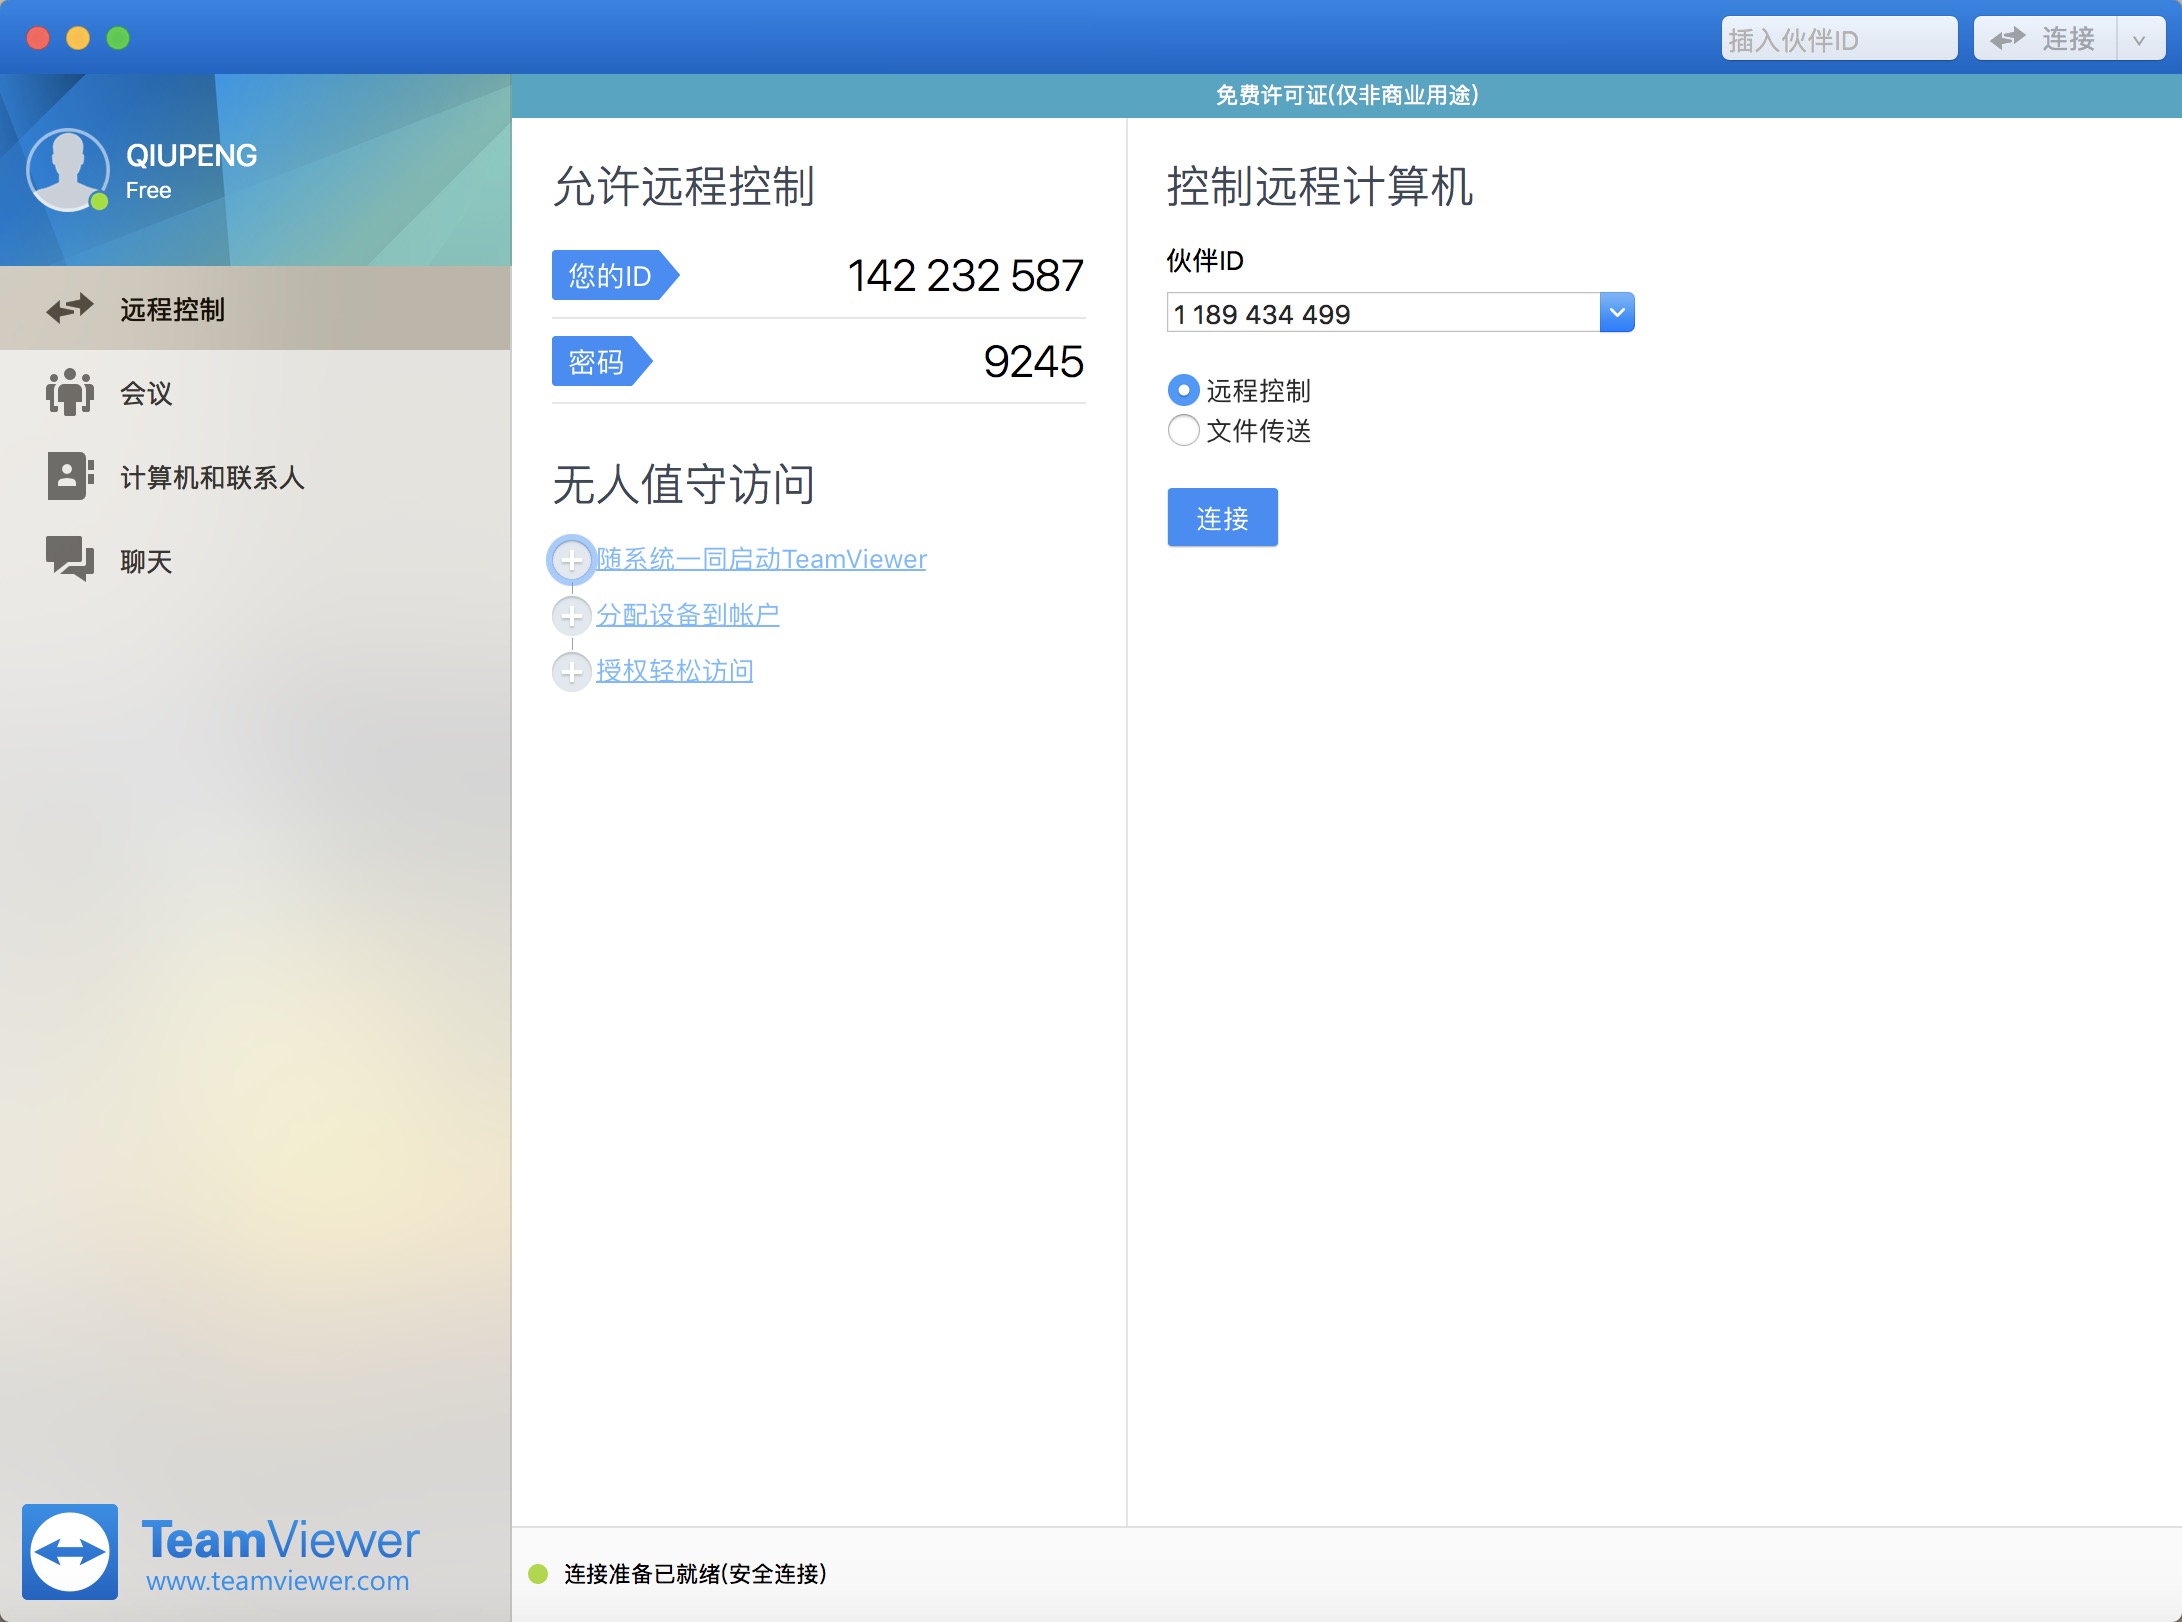 插入伙伴ID
连接
免费许可证(仅非商业用途)
QIUPENG
Free
远程控制
会议
计算机和联系人
聊天
允许远程控制
您的ID
142 232 587
密码
9245
无人值守访问
随系统一同启动TeamViewer
分配设备到帐户
授权轻松访问
控制远程计算机
伙伴ID
1 189 434 499
远程控制
文件传送
连接
TeamViewer
www.teamviewer.com
连接准备已就绪(安全连接)